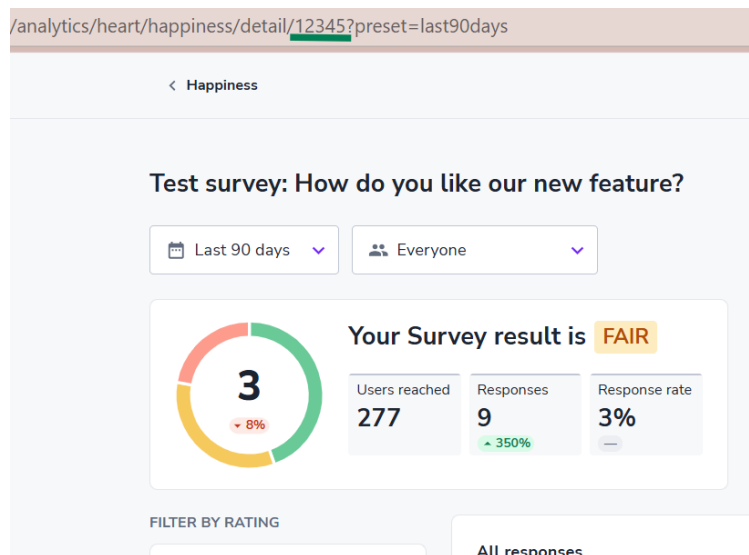 /analytics/heart/happiness/detail/12345?preset=last90days
Happiness
Test survey: How do you like our new feature?
Last 90 days
Everyone
3
8%
Your Survey result is FAIR
Users reached
277
Responses
9
350%
Response rate
3%
—
FILTER BY RATING
All responses